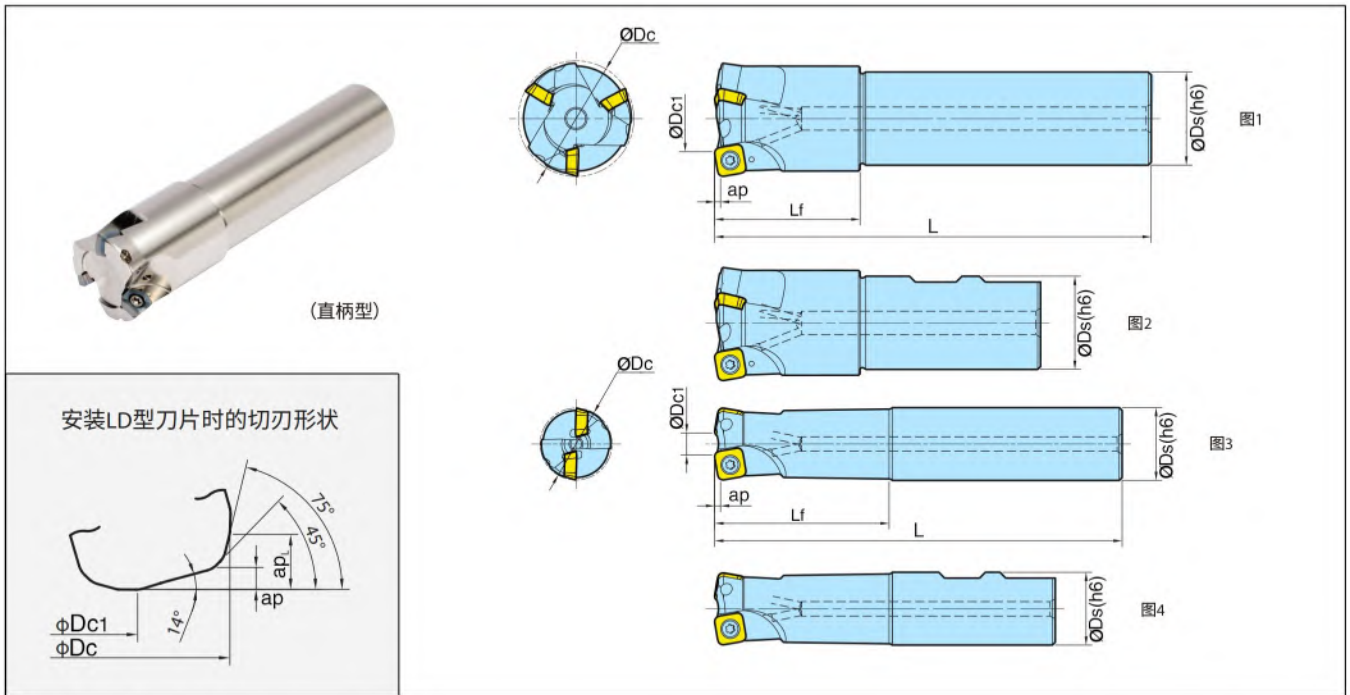 (直柄型)
安装LD型刀片时的切刃形状
75°
45°
apL
ap
14°
φDc1
φDc
ØDc
ØDc1
ap
Lf
L
ØDs(h6)
图1
ØDs(h6)
图2
ØDc
ØDc1
ap
Lf
L
ØDs(h6)
图3
ØDs(h6)
图4